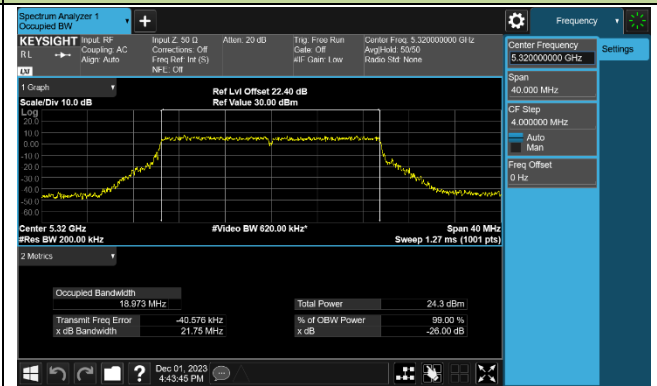 Spectrum Analyzer 1
Occupied BW
Frequency
KEYSIGHT Input: RF Input Z: 50 Ω Atten: 20 dB Trig: Free Run Center Freq: 5.320000000 GHz
RL Coupling: AC Corrections: Off Gate: Off Avg|Hold: 50/50
Align: Auto Freq Ref: Int (S) #IF Gain: Low Radio Std: None
NFE: Off
LXI
Center Frequency
5.320000000 GHz
Settings
Span
40.000 MHz
CF Step
4.000000 MHz
Auto
Man
Freq Offset
0 Hz
1 Graph
Ref Lvl Offset 22.40 dB
Scale/Div 10.0 dB Ref Value 30.00 dBm
Log
20.0
10.0
0.00
-10.0
-20.0
-30.0
-40.0
-50.0
-60.0
Center 5.32 GHz #Video BW 620.00 kHz* Span 40 MHz
#Res BW 200.00 kHz Sweep 1.27 ms (1001 pts)
2 Metrics
Occupied Bandwidth
18.973 MHz Total Power 24.3 dBm
Transmit Freq Error -40.576 kHz % of OBW Power 99.00 %
x dB Bandwidth 21.75 MHz x dB -26.00 dB
Dec 01, 2023
4:43:45 PM